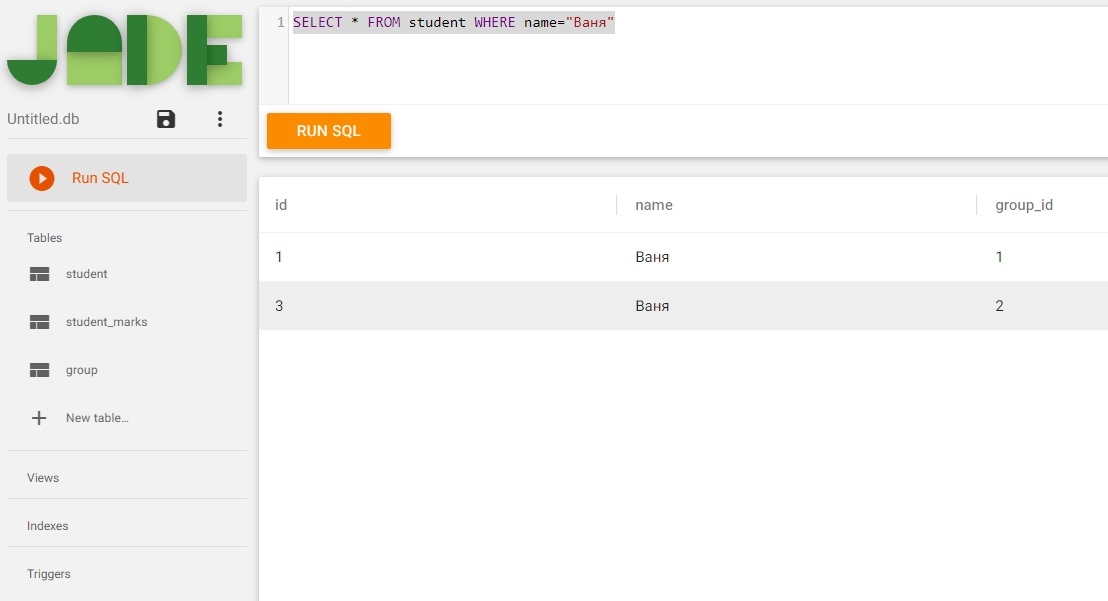 JADE
Untitled.db
Run SQL
Tables
student
student_marks
group
New table…
Views
Indexes
Triggers
1 SELECT * FROM student WHERE name="Ваня"
RUN SQL
id name group_id
1 Ваня 1
3 Ваня 2